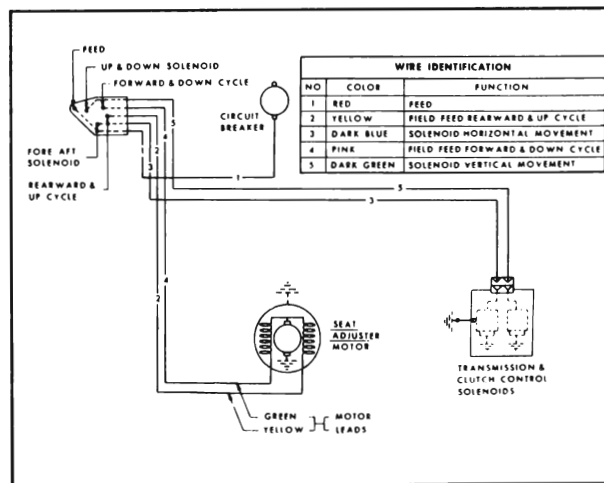 FEED
UP & DOWN SOLENOID
FORWARD & DOWN CYCLE
FORE AFT
SOLENOID
REARWARD &
UP CYCLE
CIRCUIT
BREAKER
WIRE IDENTIFICATION
NO COLOR FUNCTION
1 RED FEED
2 YELLOW FIELD FEED REARWARD & UP CYCLE
3 DARK BLUE SOLENOID HORIZONTAL MOVEMENT
4 PINK FIELD FEED FORWARD & DOWN CYCLE
5 DARK GREEN SOLENOID VERTICAL MOVEMENT
5
4
2
3
1
5
3
4
2
SEAT
ADJUSTER
MOTOR
TRANSMISSION &
CLUTCH CONTROL
SOLENOIDS
GREEN MOTOR
YELLOW LEADS